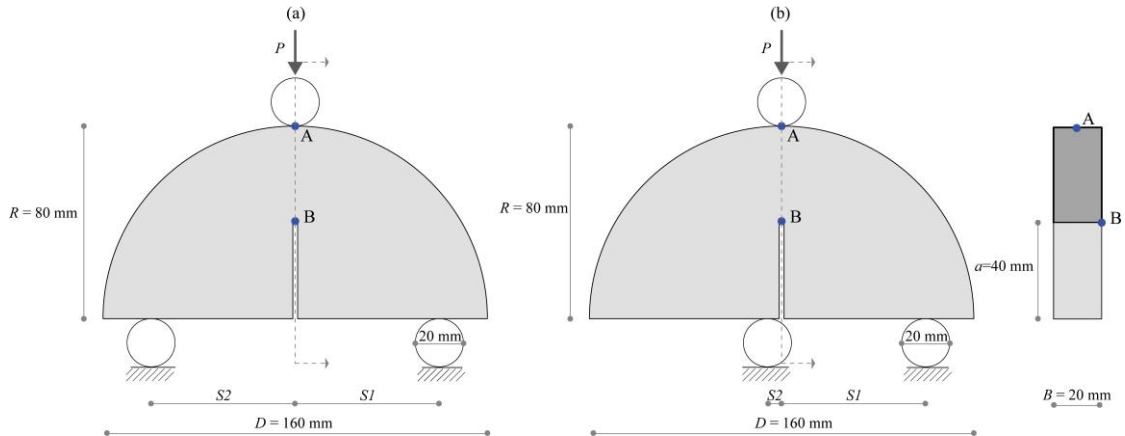 (a)
P
A
B
R = 80 mm
20 mm
S2
S1
D = 160 mm
(b)
P
A
B
R = 80 mm
20 mm
S2
S1
D = 160 mm
A
B
a=40 mm
B = 20 mm